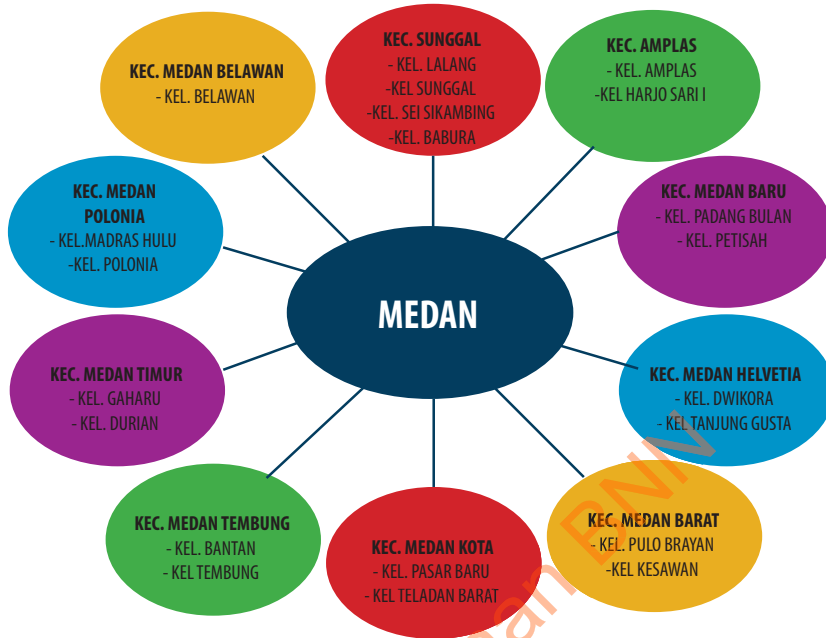 KEC. SUNGGAL
- KEL. LALANG
-KEL SUNGGAL
-KEL. SEI SIKAMBING
-KEL. BABURA
KEC. AMPLAS
- KEL. AMPLAS
-KEL HARJO SARI I
KEC. MEDAN BELAWAN
- KEL. BELAWAN
KEC. MEDAN
POLONIA
- KEL.MADRAS HULU
-KEL. POLONIA
KEC. MEDAN BARU
- KEL. PADANG BULAN
- KEL. PETISAH
MEDAN
KEC. MEDAN TIMUR
- KEL. GAHARU
- KEL. DURIAN
KEC. MEDAN HELVETIA
- KEL. DWIKORA
- KEL TANJUNG GUSTA
KEC. MEDAN TEMBUNG
- KEL. BANTAN
- KEL TEMBUNG
KEC. MEDAN KOTA
- KEL. PASAR BARU
- KEL TELADAN BARAT
KEC. MEDAN BARAT
- KEL. PULO BRAYAN
-KEL KESAWAN
BNN